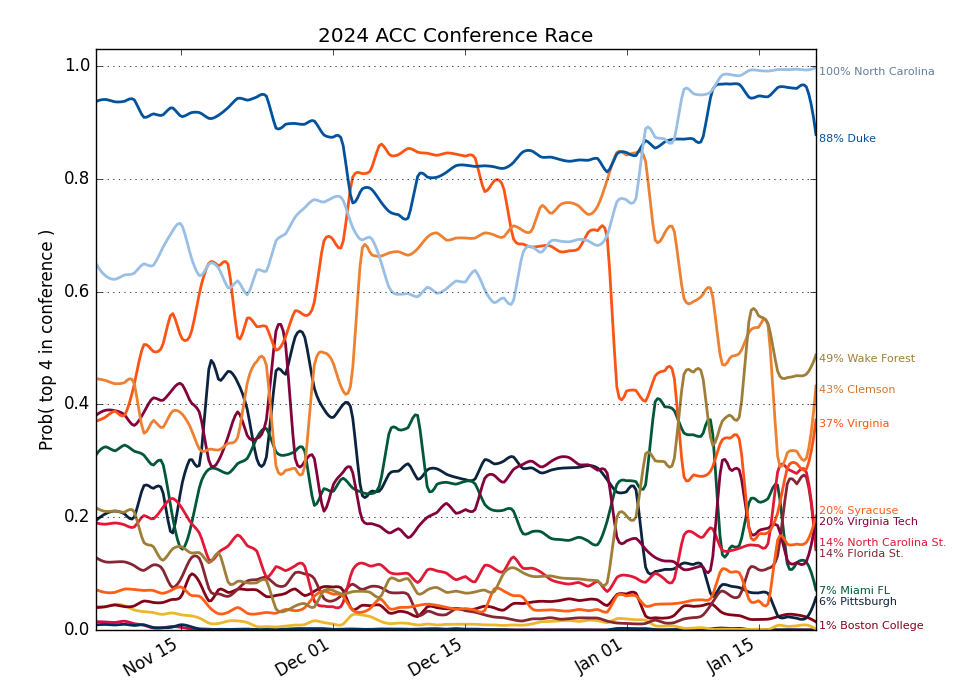 2024 ACC Conference Race
Prob( top 4 in conference )
1.0
0.8
0.6
0.4
0.2
0.0
Nov 15
Dec 01
Dec 15
Jan 01
Jan 15
100% North Carolina
88% Duke
49% Wake Forest
43% Clemson
37% Virginia
20% Syracuse
20% Virginia Tech
14% North Carolina St.
14% Florida St.
7% Miami FL
6% Pittsburgh
1% Boston College